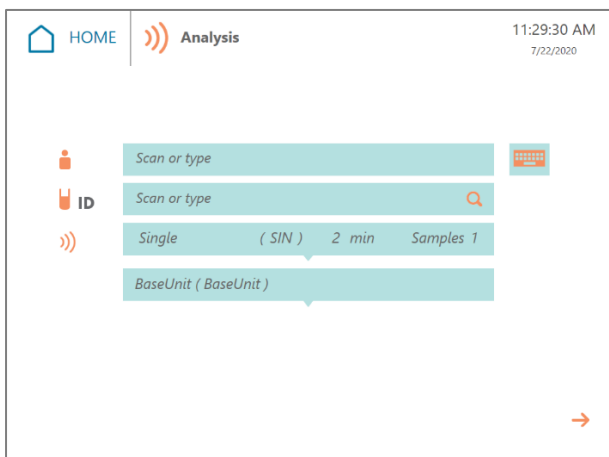 HOME
Analysis
11:29:30 AM
7/22/2020
Scan or type
ID
Scan or type
Single ( SIN ) 2 min Samples 1
BaseUnit ( BaseUnit )